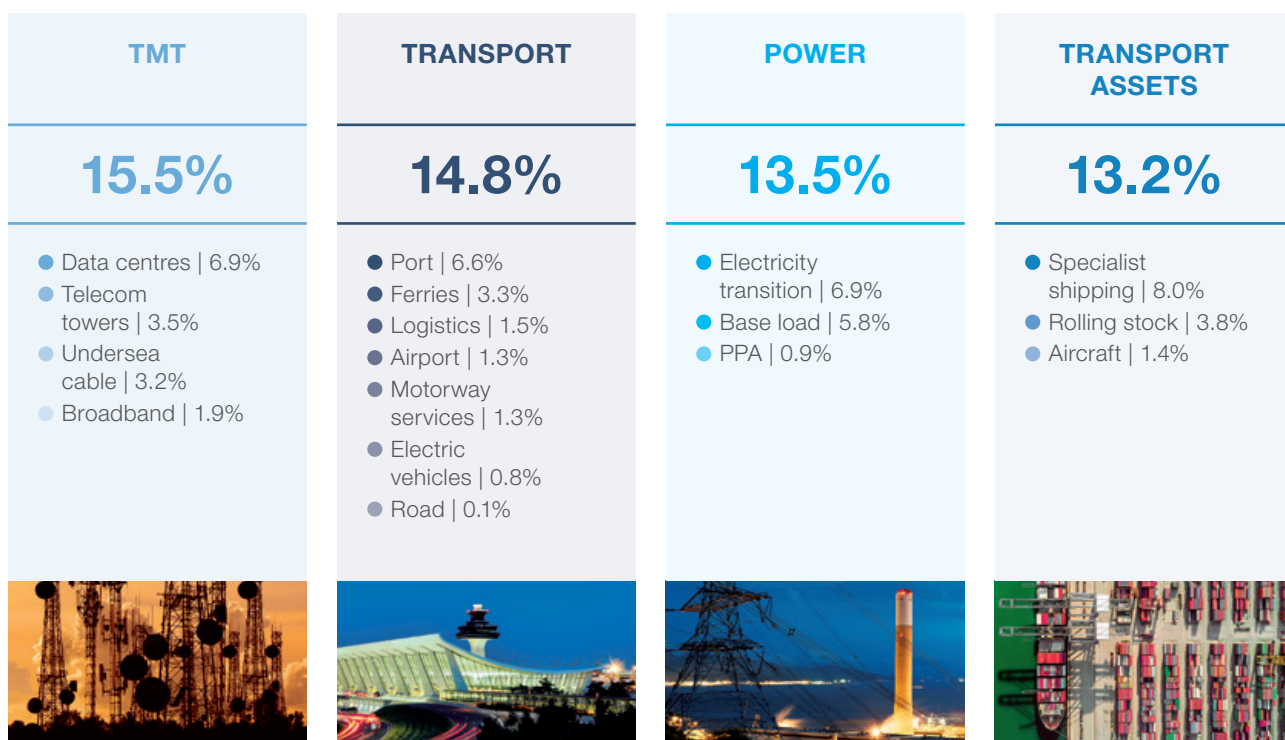 TMT
15.5%
Data centres | 6.9%
Telecom
towers | 3.5%
Undersea
cable | 3.2%
Broadband | 1.9%
TRANSPORT
14.8%
Port | 6.6%
Ferries | 3.3%
Logistics | 1.5%
Airport | 1.3%
Motorway
services | 1.3%
Electric
vehicles | 0.8%
Road | 0.1%
POWER
13.5%
Electricity
transition | 6.9%
Base load | 5.8%
PPA | 0.9%
TRANSPORT
ASSETS
13.2%
Specialist
shipping | 8.0%
Rolling stock | 3.8%
Aircraft | 1.4%